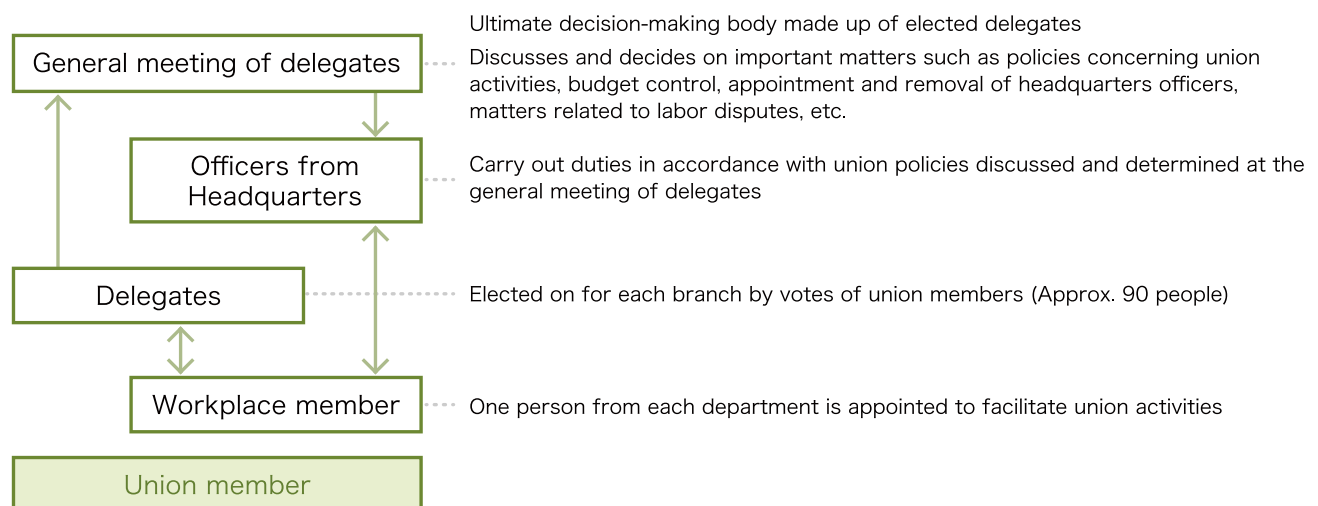 Ultimate decision-making body made up of elected delegates
General meeting of delegates
Discusses and decides on important matters such as policies concerning union
activities, budget control, appointment and removal of headquarters officers,
matters related to labor disputes, etc.
Officers from
Headquarters
Carry out duties in accordance with union policies discussed and determined at the
general meeting of delegates
Delegates
Elected on for each branch by votes of union members (Approx. 90 people)
Workplace member
One person from each department is appointed to facilitate union activities
Union member